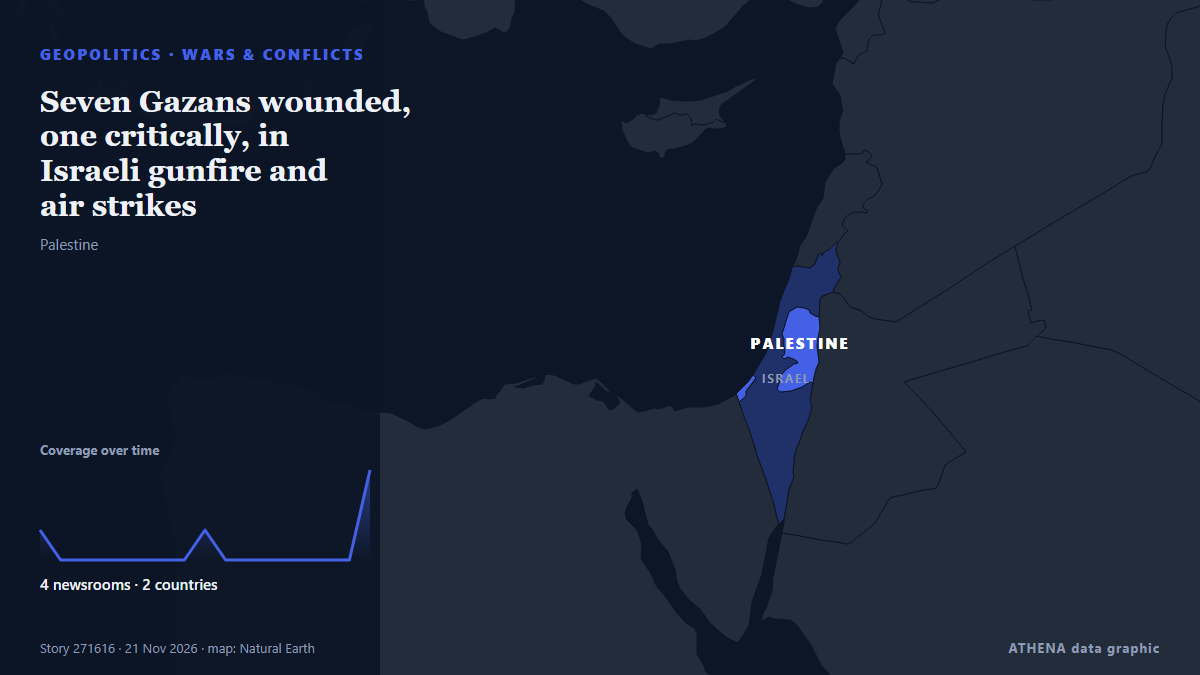 GEOPOLITICS · WARS & CONFLICTS
Seven Gazans wounded,
one critically, in
Israeli gunfire and
air strikes
Palestine
PALESTINE
ISRAEL
Coverage over time
4 newsrooms · 2 countries
Story 271616 · 21 Nov 2026 · map: Natural Earth
ATHENA data graphic